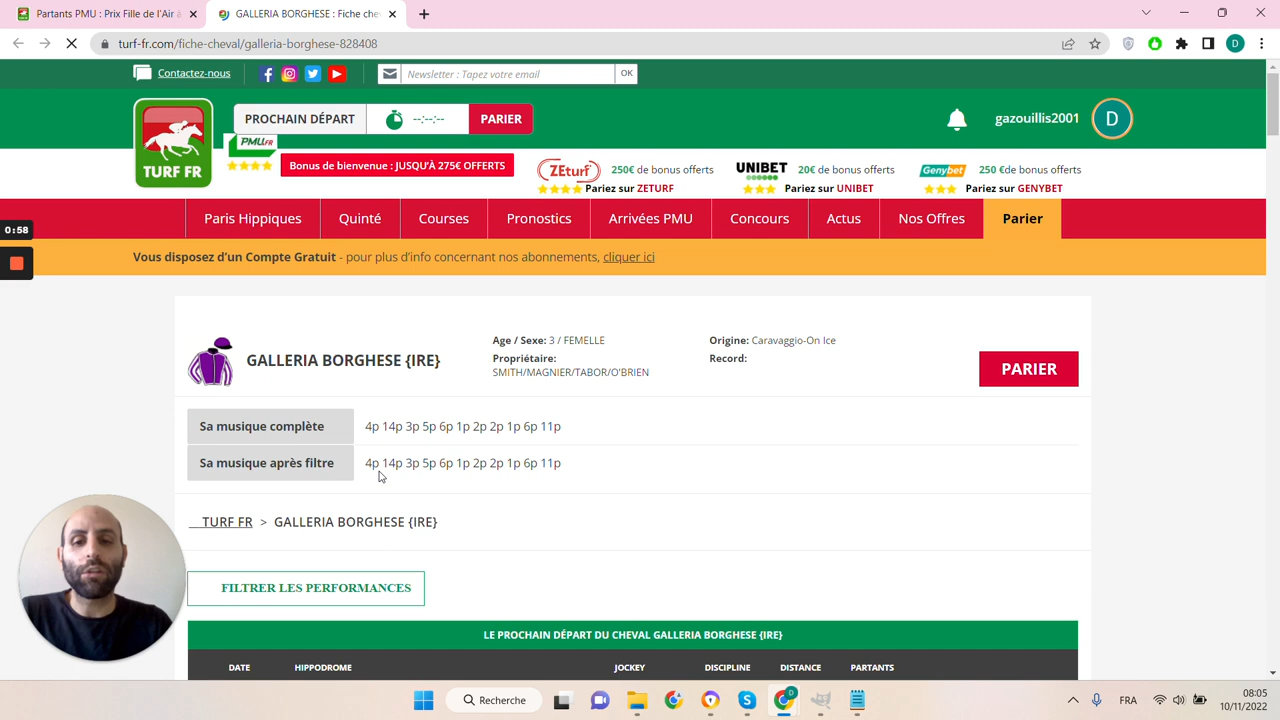 Partants PMU : Prix Fille de l'Air à
GALLERIA BORGHESE : Fiche che
turf-fr.com/fiche-cheval/galleria-borghese-828408
D
Contactez-nous
Newsletter : Tapez votre email
OK
PROCHAIN DÉPART
--:--:--
PARIER
gazouillis2001
D
TURF FR
PMU.FR
Bonus de bienvenue : JUSQU'À 275€ OFFERTS
ZEturf
250€ de bonus offerts
Pariez sur ZETURF
UNIBET
20€ de bonus offerts
Pariez sur UNIBET
Genybet
250 €de bonus offerts
Pariez sur GENYBET
Paris Hippiques
Quinté
Courses
Pronostics
Arrivées PMU
Concours
Actus
Nos Offres
Parier
0:58
Vous disposez d'un Compte Gratuit - pour plus d'info concernant nos abonnements, cliquer ici
GALLERIA BORGHESE {IRE}
Age / Sexe: 3 / FEMELLE
Propriétaire:
SMITH/MAGNIER/TABOR/O'BRIEN
Origine: Caravaggio-On Ice
Record:
PARIER
Sa musique complète
4p 14p 3p 5p 6p 1p 2p 2p 1p 6p 11p
Sa musique après filtre
4p 14p 3p 5p 6p 1p 2p 2p 1p 6p 11p
TURF FR > GALLERIA BORGHESE {IRE}
FILTRER LES PERFORMANCES
LE PROCHAIN DÉPART DU CHEVAL GALLERIA BORGHESE {IRE}
DATE HIPPODROME JOCKEY DISCIPLINE DISTANCE PARTANTS
Recherche
D
FRA
08:05
10/11/2022